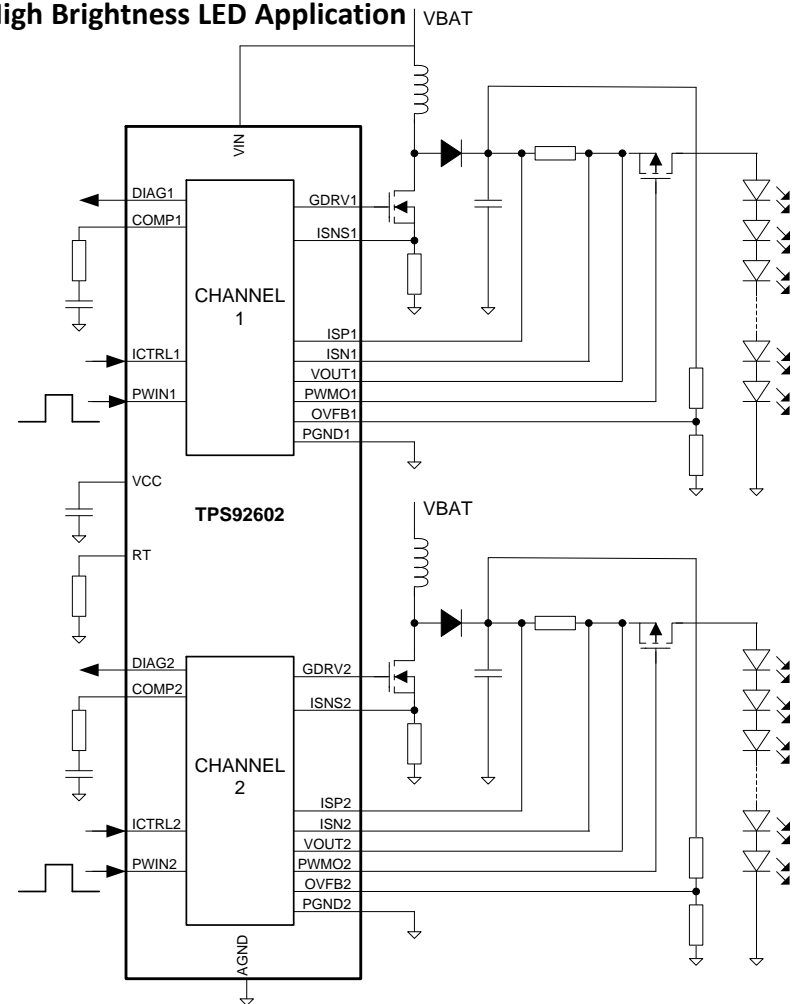 High Brightness LED Application
VBAT
VIN
DIAG1
COMP1
GDRV1
ISNS1
CHANNEL
1
ISP1
ISN1
VOUT1
PWMO1
OVFB1
PGND1
ICTRL1
PWIN1
VCC
TPS92602
RT
VBAT
DIAG2
COMP2
GDRV2
ISNS2
CHANNEL
2
ISP2
ISN2
VOUT2
PWMO2
OVFB2
PGND2
ICTRL2
PWIN2
AGND